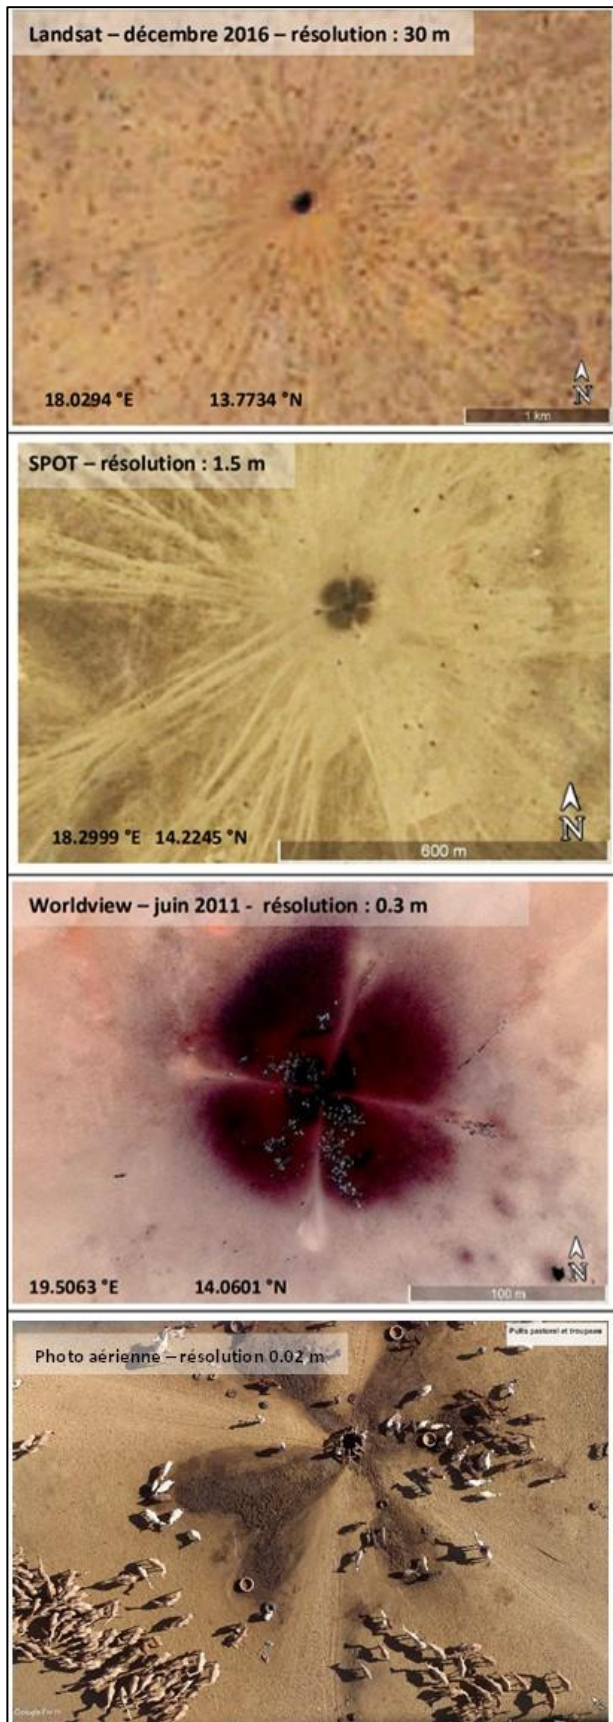 Landsat – décembre 2016 – résolution : 30 m
18.0294 °E 13.7734 °N
N
1 km
SPOT – résolution : 1.5 m
18.2999 °E 14.2245 °N
N
600 m
Worldview – juin 2011 - résolution : 0.3 m
19.5063 °E 14.0601 °N
N
100 m
Puits pastoral et troupeaux
Photo aérienne – résolution 0.02 m
Google Earth